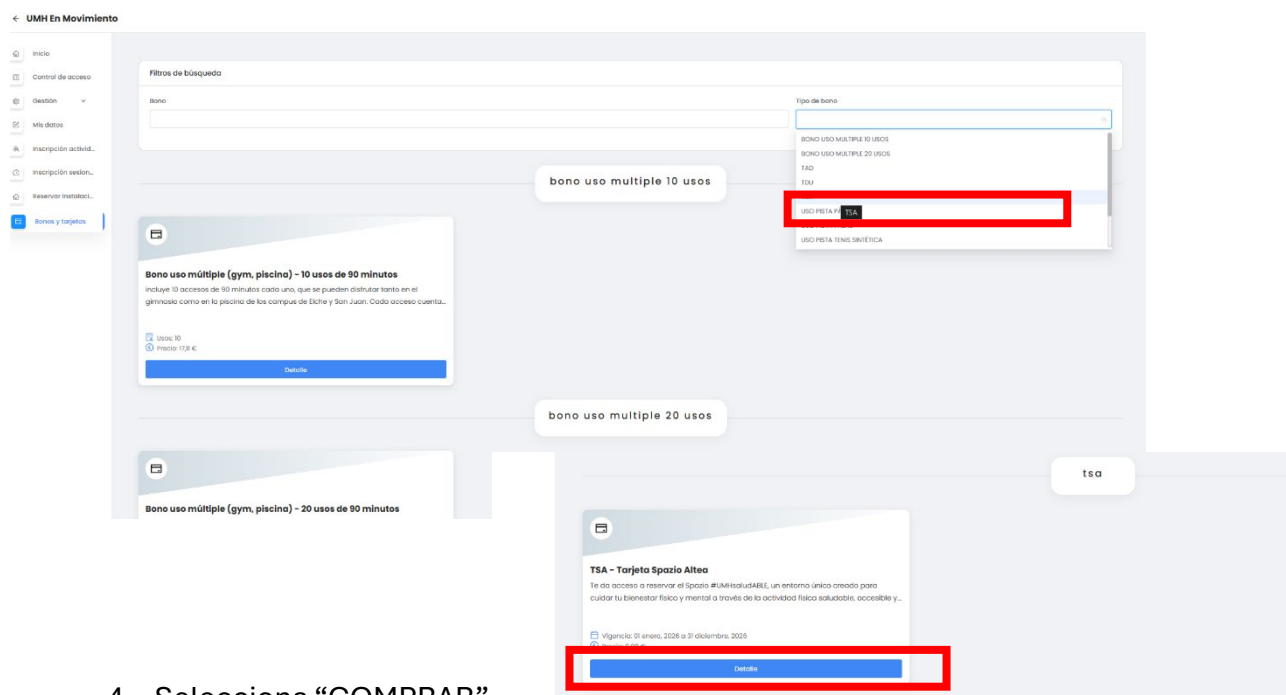 ← UMH En Movimiento
Inicio
Control de acceso
Gestión
Mis datos
Inscripción activid...
Inscripción sesion...
Reservar instalaci...
Bonos y tarjetas
Filtros de búsqueda
Bono
Tipo de bono
BONO USO MULTIPLE 10 USOS
BONO USO MULTIPLE 20 USOS
TAD
TDU
USO PISTA
TSA
USO PISTA TENIS SINTÉTICA
bono uso multiple 10 usos
Bono uso múltiple (gym, piscina) - 10 usos de 90 minutos
Incluye 10 accesos de 90 minutos cada uno, que se pueden disfrutar tanto en el
gimnasio como en la piscina de los campus de Elche y San Juan. Cada acceso cuenta...
Usos: 10
Precio: 17,8 €
Detalle
bono uso multiple 20 usos
Bono uso múltiple (gym, piscina) - 20 usos de 90 minutos
tsa
TSA - Tarjeta Spazio Altea
Te da acceso a reservar el Spazio #UMHsaludABLE, un entorno único creado para
cuidar tu bienestar físico y mental a través de la actividad física saludable, accesible y...
Vigencia: 01 enero, 2026 a 31 diciembre, 2026
Detalle
4. Selecciona “COMPRAR”